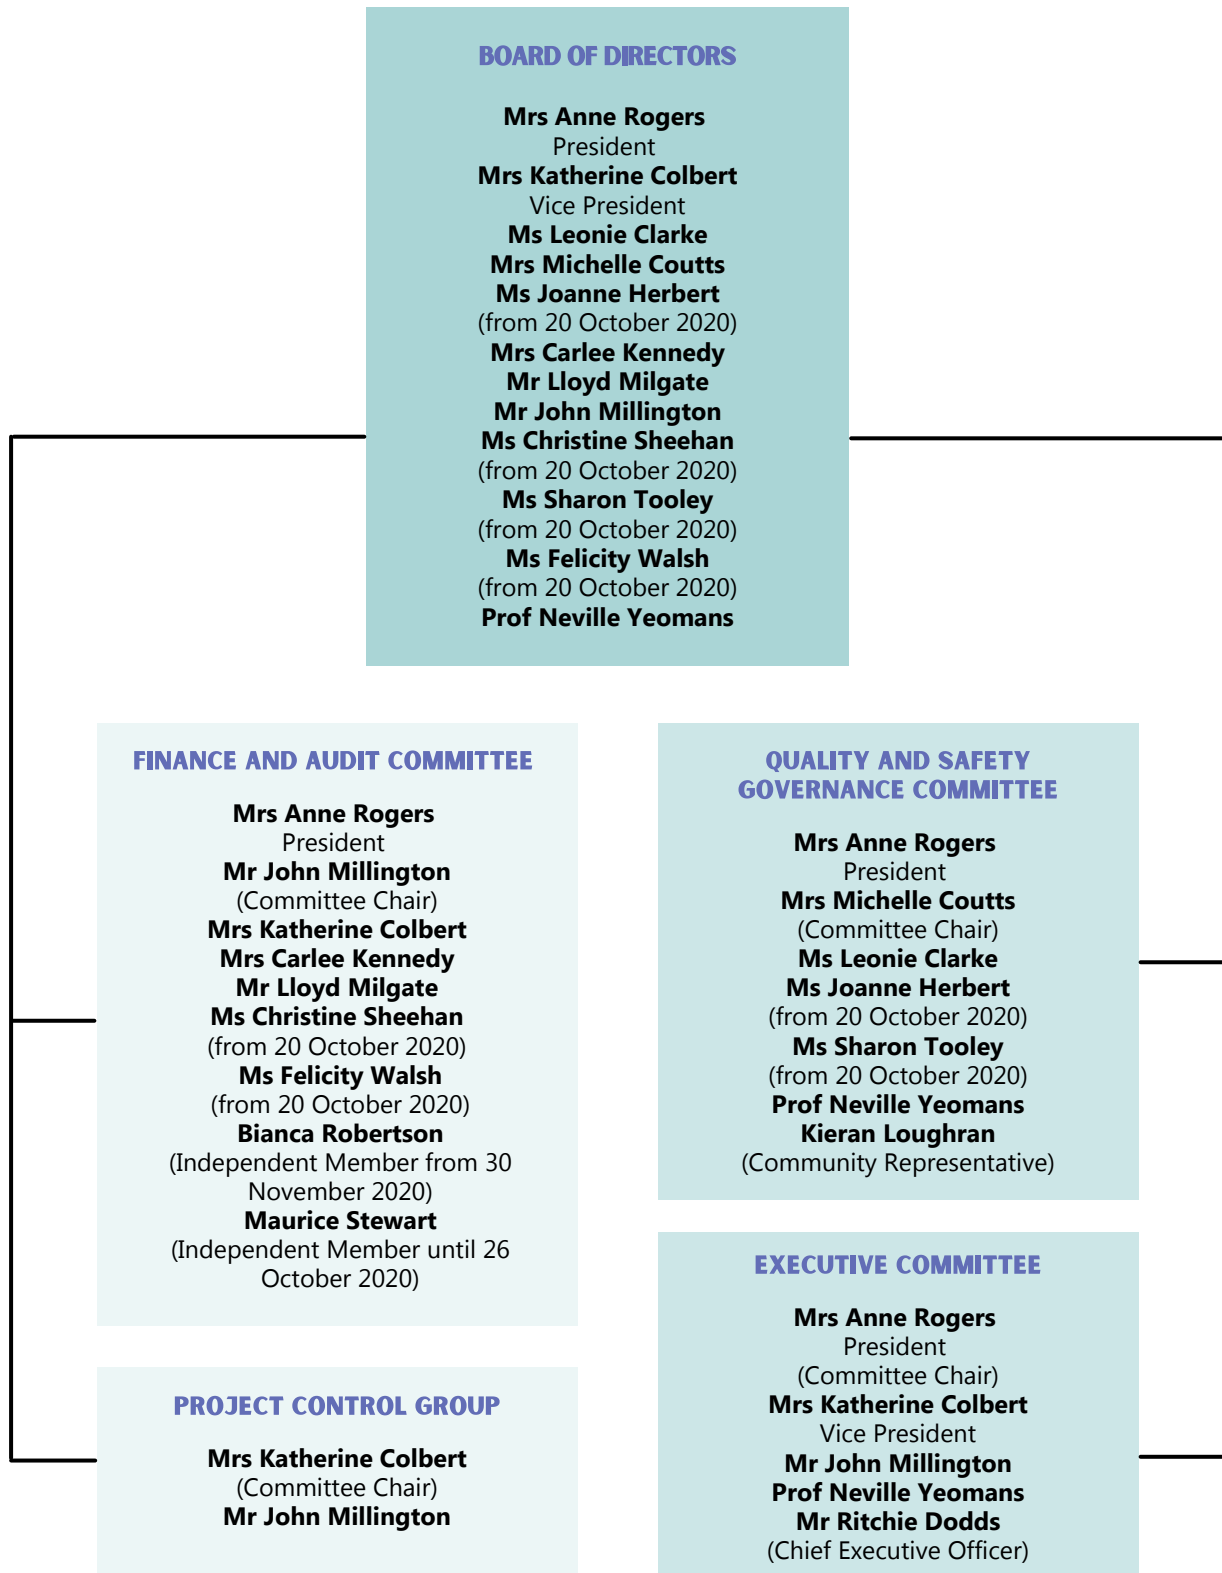 BOARD OF DIRECTORS
Mrs Anne Rogers
President
Mrs Katherine Colbert
Vice President
Ms Leonie Clarke
Mrs Michelle Coutts
Ms Joanne Herbert
(from 20 October 2020)
Mrs Carlee Kennedy
Mr Lloyd Milgate
Mr John Millington
Ms Christine Sheehan
(from 20 October 2020)
Ms Sharon Tooley
(from 20 October 2020)
Ms Felicity Walsh
(from 20 October 2020)
Prof Neville Yeomans
FINANCE AND AUDIT COMMITTEE
Mrs Anne Rogers
President
Mr John Millington
(Committee Chair)
Mrs Katherine Colbert
Mrs Carlee Kennedy
Mr Lloyd Milgate
Ms Christine Sheehan
(from 20 October 2020)
Ms Felicity Walsh
(from 20 October 2020)
Bianca Robertson
(Independent Member from 30
November 2020)
Maurice Stewart
(Independent Member until 26
October 2020)
PROJECT CONTROL GROUP
Mrs Katherine Colbert
(Committee Chair)
Mr John Millington
QUALITY AND SAFETY
GOVERNANCE COMMITTEE
Mrs Anne Rogers
President
Mrs Michelle Coutts
(Committee Chair)
Ms Leonie Clarke
Ms Joanne Herbert
(from 20 October 2020)
Ms Sharon Tooley
(from 20 October 2020)
Prof Neville Yeomans
Kieran Loughran
(Community Representative)
EXECUTIVE COMMITTEE
Mrs Anne Rogers
President
(Committee Chair)
Mrs Katherine Colbert
Vice President
Mr John Millington
Prof Neville Yeomans
Mr Ritchie Dodds
(Chief Executive Officer)